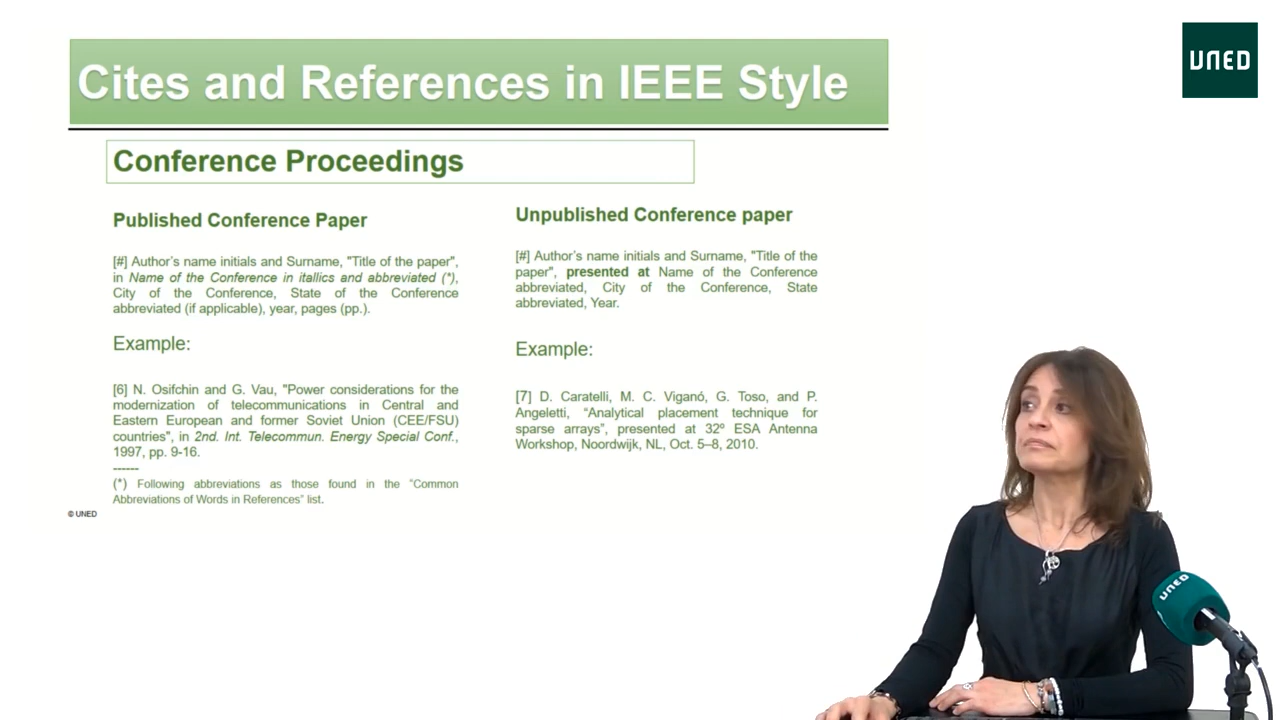 Cites and References in IEEE Style
UNED
Conference Proceedings
Published Conference Paper
[#] Author's name initials and Surname, "Title of the paper",
in Name of the Conference in itallics and abbreviated (*),
City of the Conference, State of the Conference
abbreviated (if applicable), year, pages (pp.).
Example:
[6] N. Osifchin and G. Vau, "Power considerations for the
modernization of telecommunications in Central and
Eastern European and former Soviet Union (CEE/FSU)
countries", in 2nd. Int. Telecommun. Energy Special Conf.,
1997, pp. 9-16.
------
(*) Following abbreviations as those found in the "Common
Abbreviations of Words in References" list.
© UNED
Unpublished Conference paper
[#] Author's name initials and Surname, "Title of the
paper", presented at Name of the Conference
abbreviated, City of the Conference, State
abbreviated, Year.
Example:
[7] D. Caratelli, M. C. Viganó, G. Toso, and P.
Angeletti, “Analytical placement technique for
sparse arrays”, presented at 32º ESA Antenna
Workshop, Noordwijk, NL, Oct. 5–8, 2010.
UNED